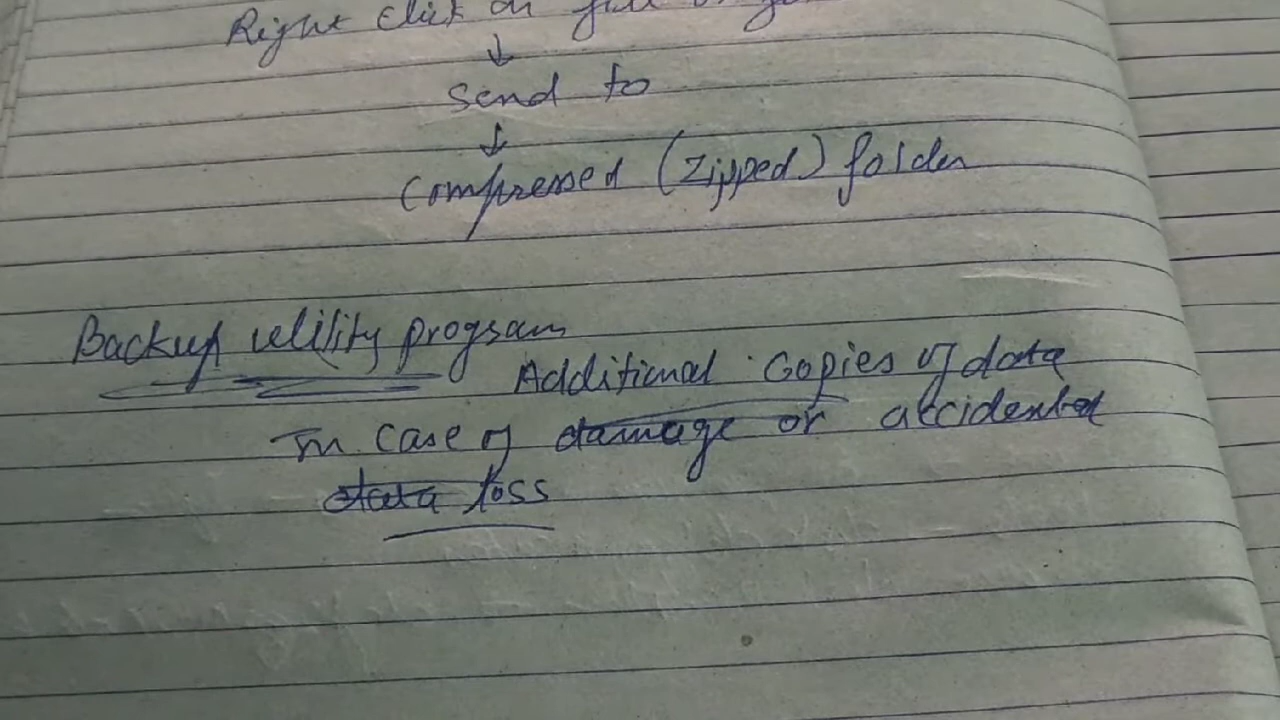 Right click on
↓
Send to
↓
Compressed (Zipped) folder
Backup utility program
Additional Copies of data
In case of damage or accidental
data loss